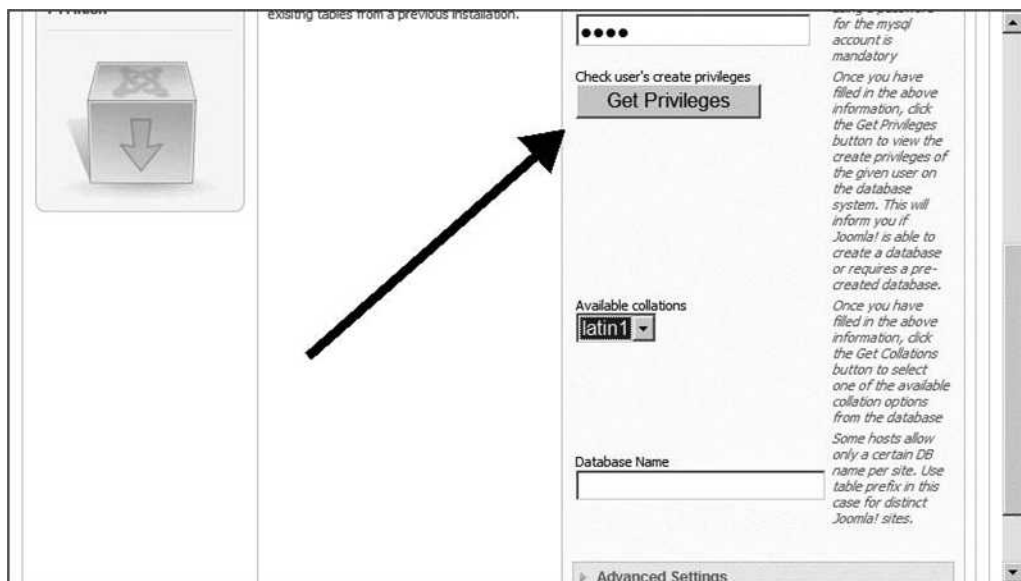 exisitng tables from a previous installation.
for the mysql
account is
mandatory
Check user's create privileges
Get Privileges
Once you have
filled in the above
information, click
the Get Privileges
button to view the
create privileges of
the given user on
the database
system. This will
inform you if
Joomla! is able to
create a database
or requires a pre-
created database.
Available collations
latin1
Once you have
filled in the above
information, click
the Get Collations
button to select
one of the available
collation options
from the database
Database Name
Some hosts allow
only a certain DB
name per site. Use
table prefix in this
case for distinct
Joomla! sites.
Advanced Settings